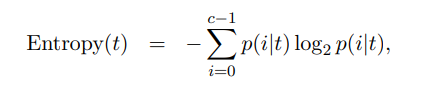 Entropy(t) = − ∑_{i=0}^{c−1} p(i|t) log₂ p(i|t),